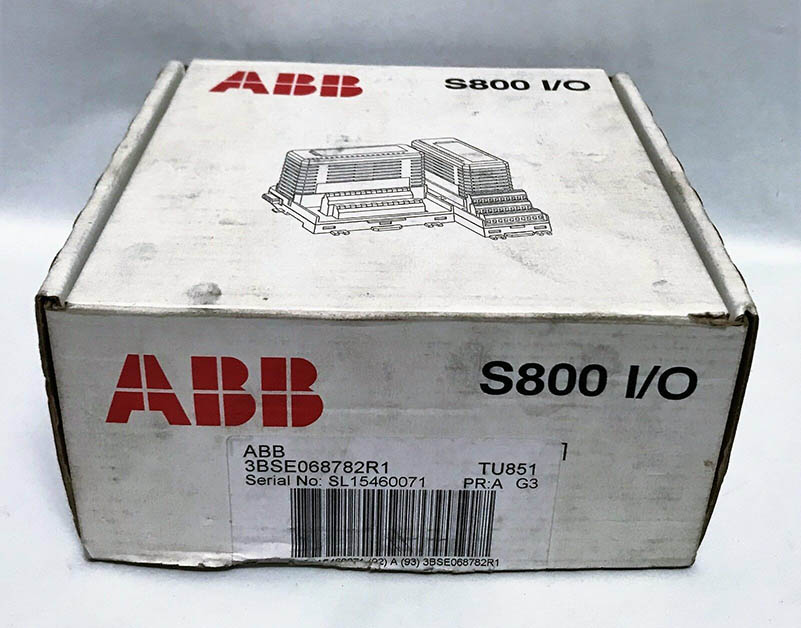 ABB S800 I/O
ABB S800 I/O
ABB
3BSE068782R1 TU851
Serial No: SL15460071 PR:A G3
A (93) 3BSE068782R1